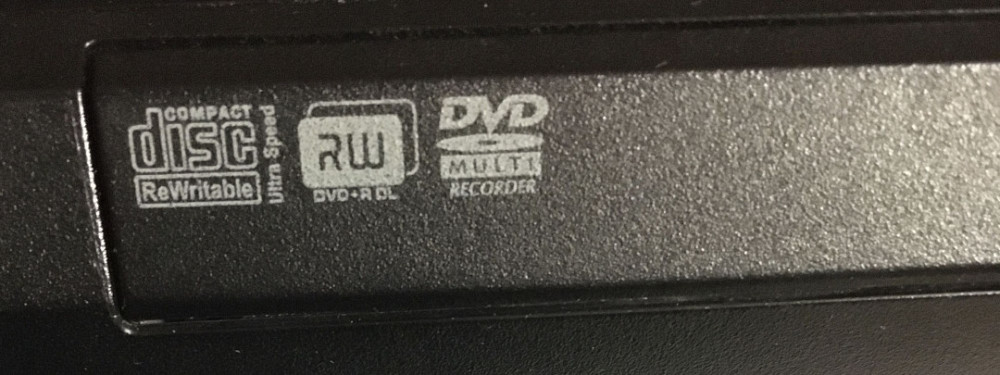 COMPACT
disc
ReWritable
Ultra Speed
RW
DVD+R DL
DVD
MULTI
RECORDER